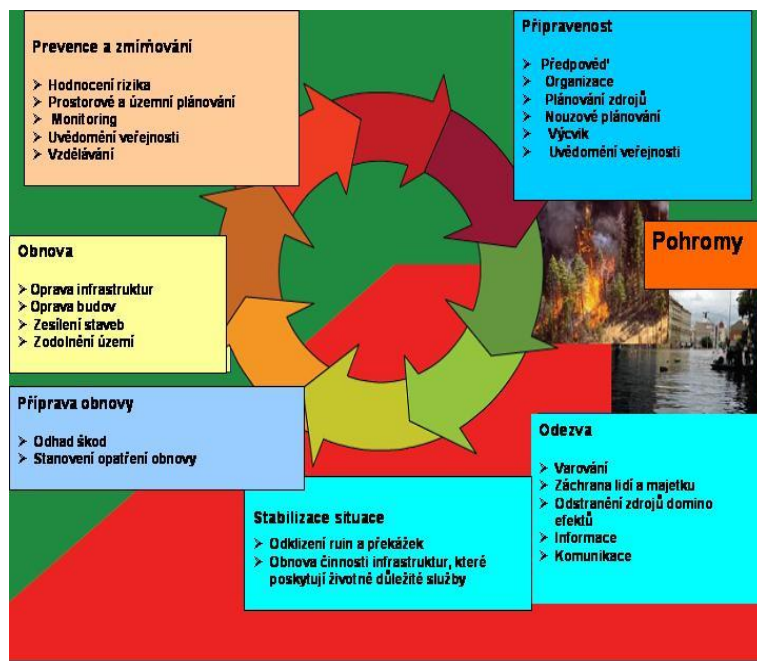 Prevence a zmírňování
➢ Hodnocení rizika
➢ Prostorové a územní plánování
➢ Monitoring
➢ Uvědomění veřejnosti
➢ Vzdělávání
Připravenost
➢ Předpověď
➢ Organizace
➢ Plánování zdrojů
➢ Nouzové plánování
➢ Výcvik
➢ Uvědomění veřejnosti
Pohromy
Odezva
➢ Varování
➢ Záchrana lidí a majetku
➢ Odstranění zdrojů domino
efektů
➢ Informace
➢ Komunikace
Stabilizace situace
➢ Odklizení ruin a překážek
➢ Obnova činnosti infrastruktur, které
poskytují životně důležité služby
Příprava obnovy
➢ Odhad škod
➢ Stanovení opatření obnovy
Obnova
➢ Oprava infrastruktur
➢ Oprava budov
➢ Zesílení staveb
➢ Zodolnění území